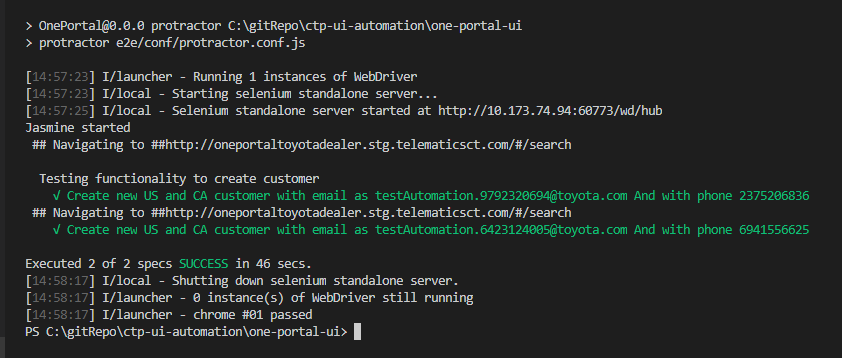 > OnePortal@0.0.0 protractor C:\gitRepo\ctp-ui-automation\one-portal-ui
> protractor e2e/conf/protractor.conf.js
[14:57:23] I/launcher - Running 1 instances of WebDriver
[14:57:23] I/local - Starting selenium standalone server...
[14:57:25] I/local - Selenium standalone server started at http://10.173.74.94:60773/wd/hub
Jasmine started
## Navigating to ##http://oneportaltoyotadealer.stg.telematicsct.com/#/search
Testing functionality to create customer
√ Create new US and CA customer with email as testAutomation.9792320694@toyota.com And with phone 2375206836
## Navigating to ##http://oneportaltoyotadealer.stg.telematicsct.com/#/search
√ Create new US and CA customer with email as testAutomation.6423124005@toyota.com And with phone 6941556625
Executed 2 of 2 specs SUCCESS in 46 secs.
[14:58:17] I/local - Shutting down selenium standalone server.
[14:58:17] I/launcher - 0 instance(s) of WebDriver still running
[14:58:17] I/launcher - chrome #01 passed
PS C:\gitRepo\ctp-ui-automation\one-portal-ui>